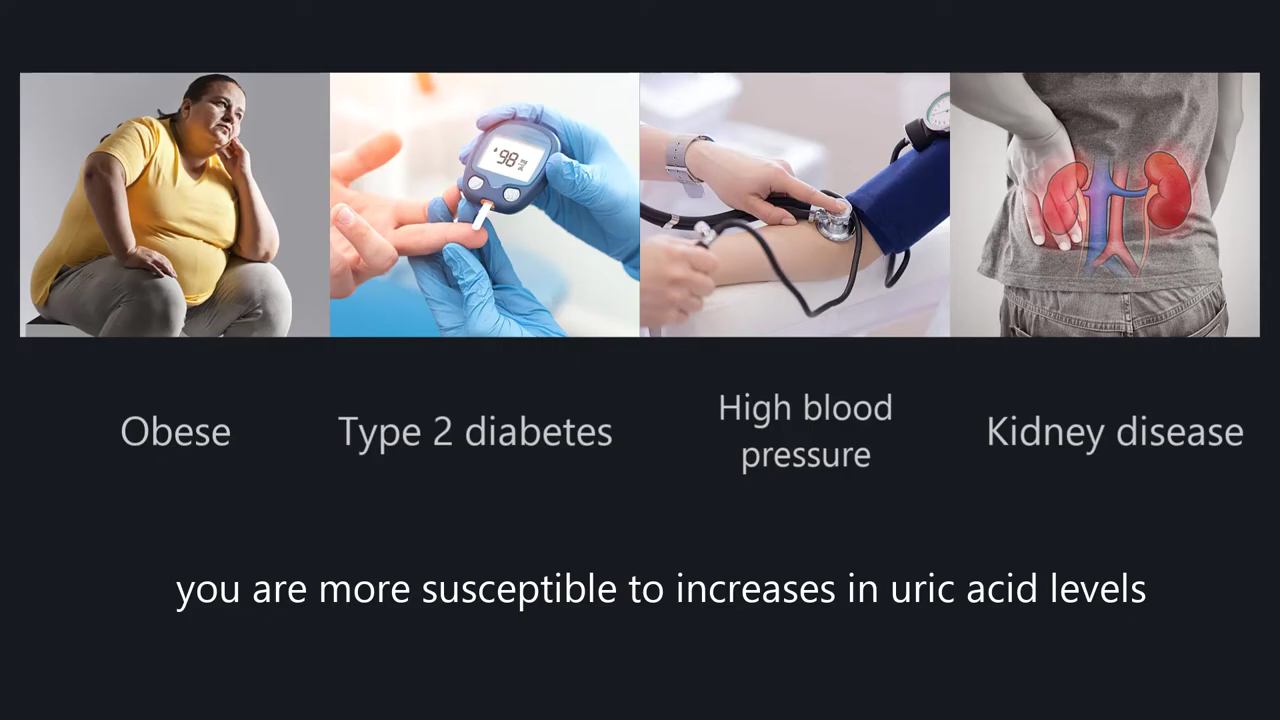 98
Obese
Type 2 diabetes
High blood
pressure
Kidney disease
you are more susceptible to increases in uric acid levels